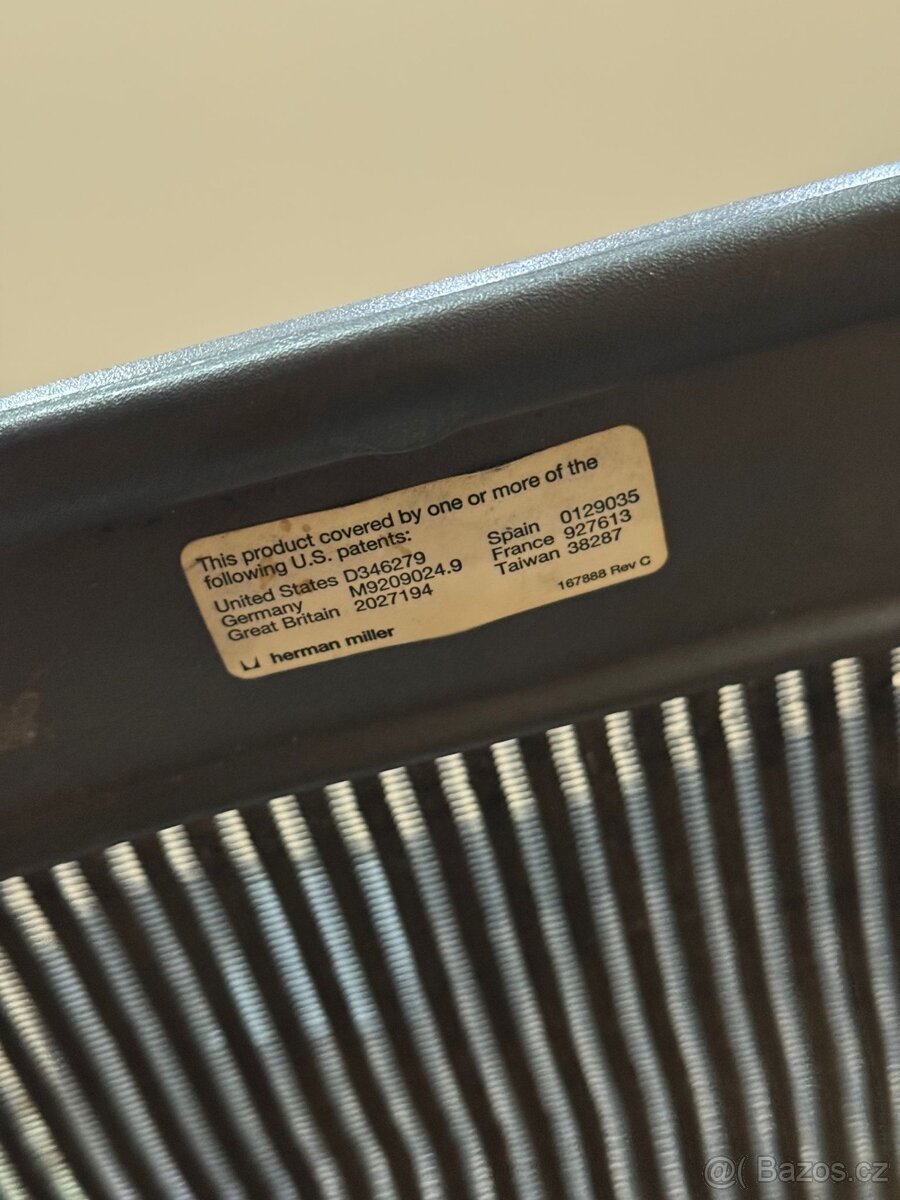 This product covered by one or more of the
following U.S. patents:
United States D346279
Germany M9209024.9
Great Britain 2027194
Spain 0129035
France 927613
Taiwan 38287
167888 Rev C
herman miller
@( Bazos.cz